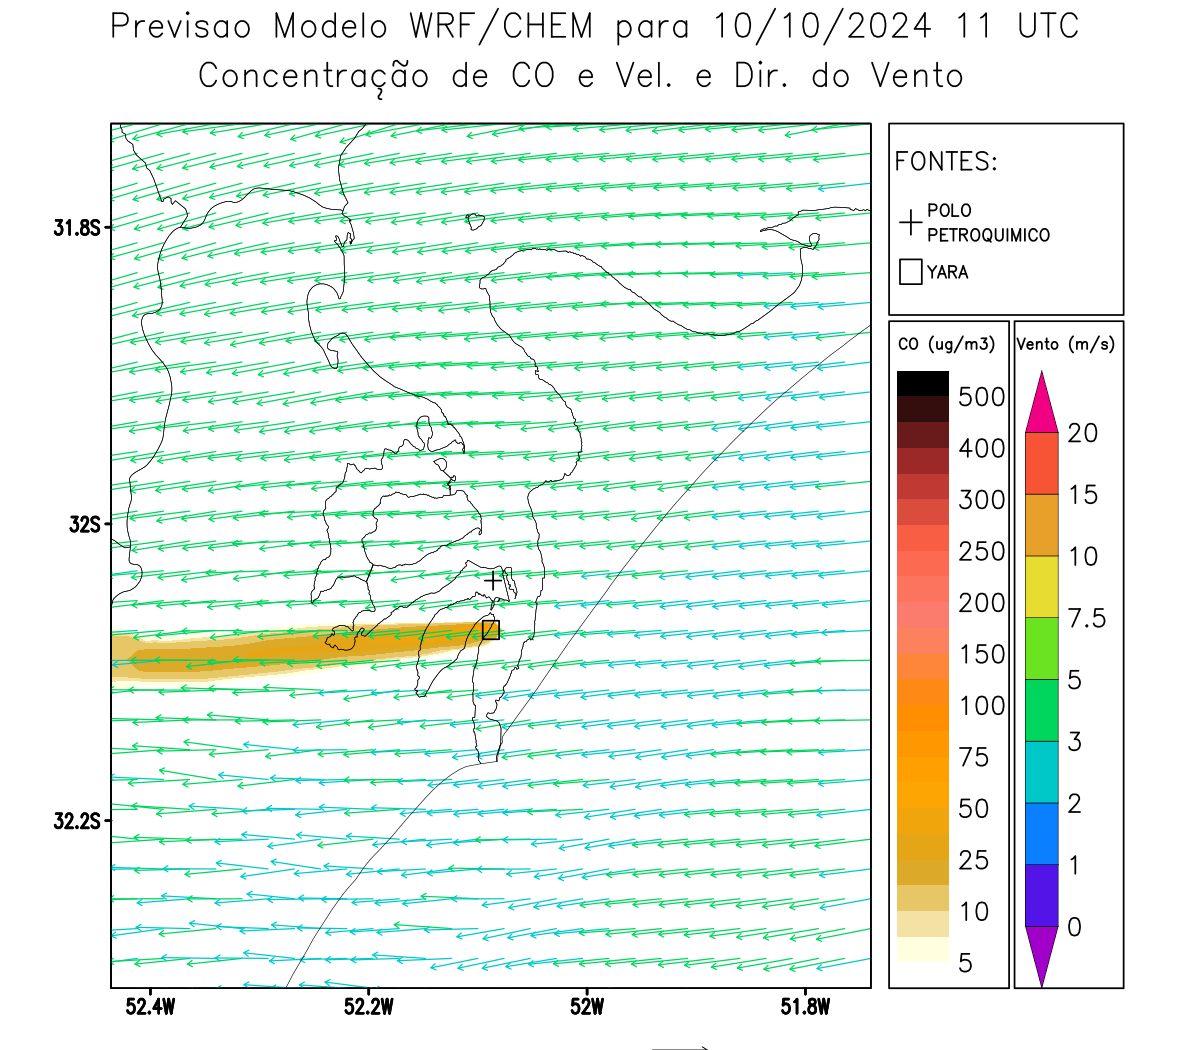 Previsao Modelo WRF/CHEM para 10/10/2024 11 UTC
Concentração de CO e Vel. e Dir. do Vento
FONTES:
POLO
PETROQUIMICO
YARA
CO (ug/m3)
500
400
300
250
200
150
100
75
50
25
10
5
Vento (m/s)
20
15
10
7.5
5
3
2
1
0
31.8S
32S
32.2S
52.4W
52.2W
52W
51.8W